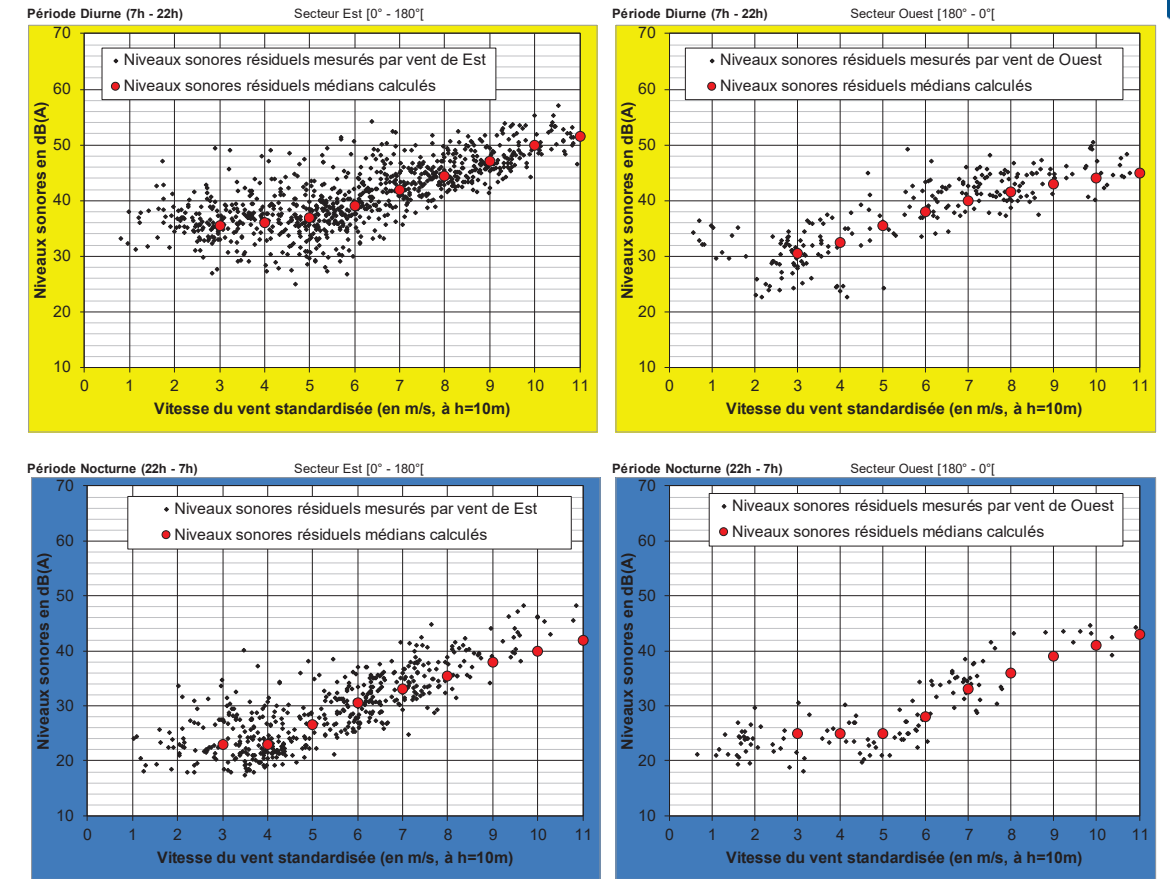 Période Diurne (7h - 22h) Secteur Est [0° - 180°[
Niveaux sonores en dB(A)
70
60
50
40
30
20
10
Niveaux sonores résiduels mesurés par vent de Est
Niveaux sonores résiduels médians calculés
0 1 2 3 4 5 6 7 8 9 10 11
Vitesse du vent standardisée (en m/s, à h=10m)
Période Diurne (7h - 22h) Secteur Ouest [180° - 0°[
Niveaux sonores en dB(A)
70
60
50
40
30
20
10
Niveaux sonores résiduels mesurés par vent de Ouest
Niveaux sonores résiduels médians calculés
0 1 2 3 4 5 6 7 8 9 10 11
Vitesse du vent standardisée (en m/s, à h=10m)
Période Nocturne (22h - 7h) Secteur Est [0° - 180°[
Niveaux sonores en dB(A)
70
60
50
40
30
20
10
Niveaux sonores résiduels mesurés par vent de Est
Niveaux sonores résiduels médians calculés
0 1 2 3 4 5 6 7 8 9 10 11
Vitesse du vent standardisée (en m/s, à h=10m)
Période Nocturne (22h - 7h) Secteur Ouest [180° - 0°[
Niveaux sonores en dB(A)
70
60
50
40
30
20
10
Niveaux sonores résiduels mesurés par vent de Ouest
Niveaux sonores résiduels médians calculés
0 1 2 3 4 5 6 7 8 9 10 11
Vitesse du vent standardisée (en m/s, à h=10m)